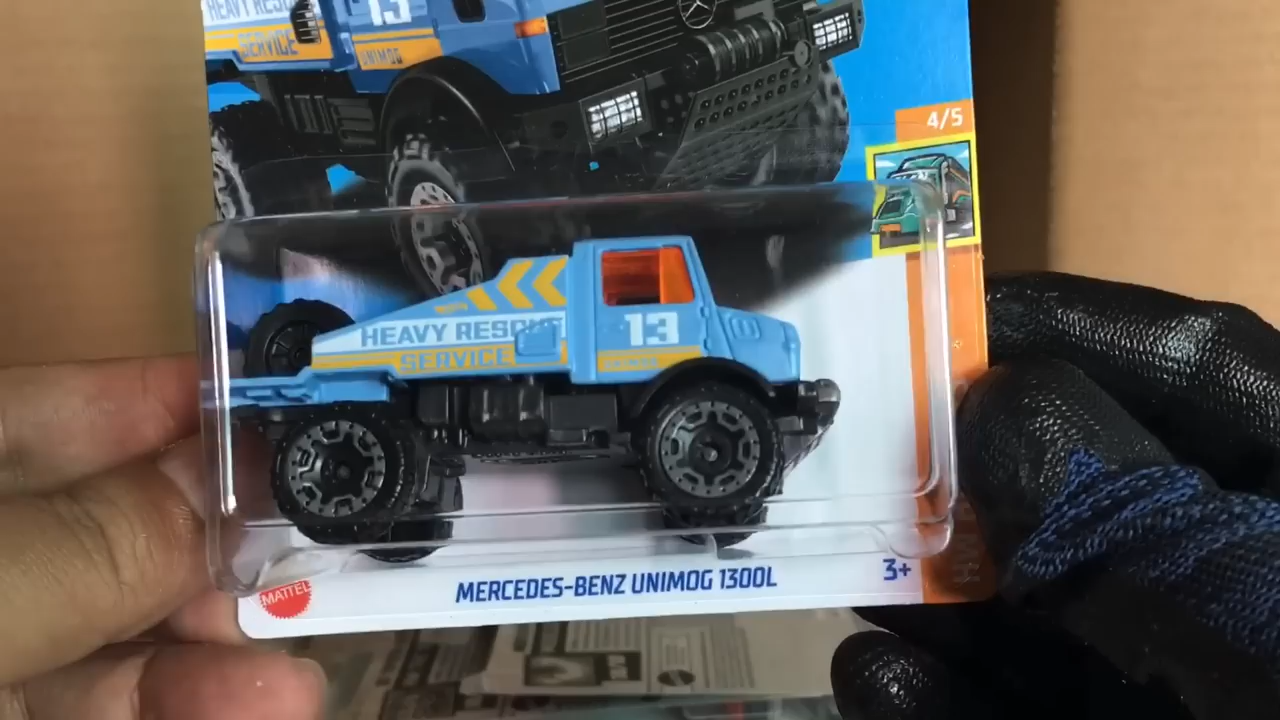 HEAVY RESCUE
13
SERVICE
UNIMOG
4/5
HEAVY RESCUE
13
SERVICE
MATTEL
MERCEDES-BENZ UNIMOG 1300L
3+